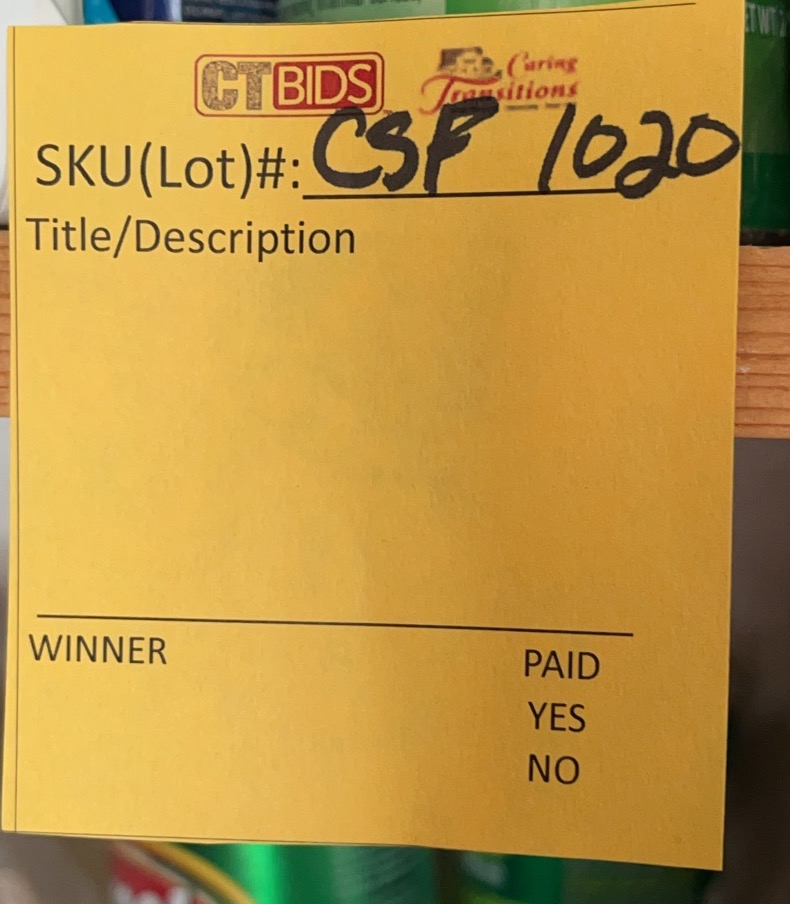 CTBIDS
Caring
Transitions
SKU(Lot)#: CSF 1020
Title/Description
WINNER
PAID
YES
NO